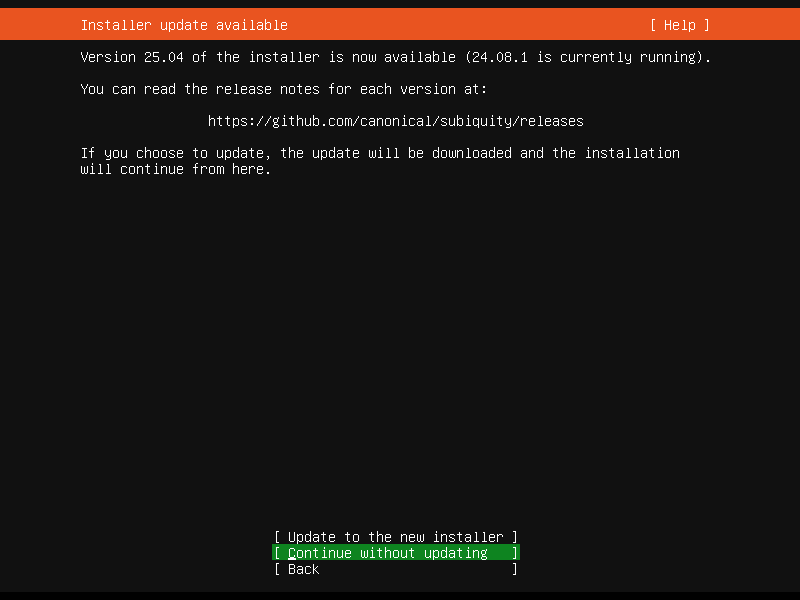 Installer update available [ Help ]
Version 25.04 of the installer is now available (24.08.1 is currently running).
You can read the release notes for each version at:
https://github.com/canonical/subiquity/releases
If you choose to update, the update will be downloaded and the installation
will continue from here.
[ Update to the new installer ]
[ Continue without updating ]
[ Back ]